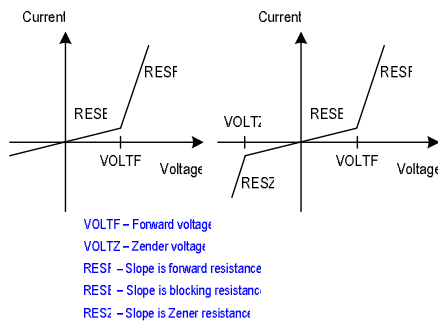 Current
RESF
RESB
VOLTF
Voltage
Current
RESF
VOLTZ
RESB
VOLTF
Voltage
RESZ
VOLTF – Forward voltage
VOLTZ – Zender voltage
RESF – Slope is forward resistance
RESB – Slope is blocking resistance
RESZ – Slope is Zener resistance